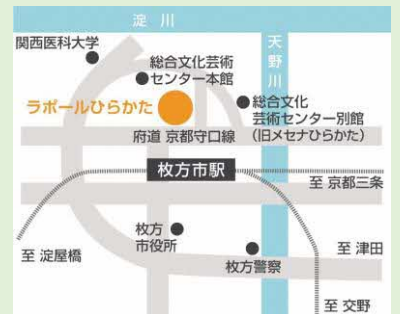 淀川
天野川
関西医科大学
総合文化芸術
センター本館
ラポールひらかた
総合文化
芸術センター別館
(旧メセナひらかた)
府道 京都守口線
枚方市駅
至 京都三条
枚方
市役所
至 淀屋橋
枚方警察
至 津田
至 交野